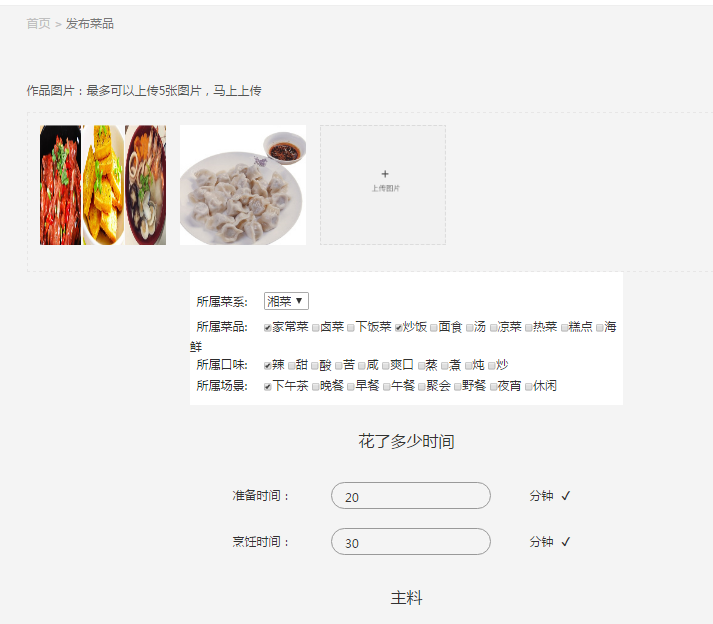 首页 > 发布菜品
作品图片：最多可以上传5张图片，马上上传
+
上传图片
所属菜系: 湘菜 ▼
所属菜品: 家常菜 卤菜 下饭菜 炒饭 面食 汤 凉菜 热菜 糕点 海
鲜
所属口味: 辣 甜 酸 苦 咸 爽口 蒸 煮 炖 炒
所属场景: 下午茶 晚餐 早餐 午餐 聚会 野餐 夜宵 休闲
花了多少时间
准备时间： 20 分钟 ✓
烹饪时间： 30 分钟 ✓
主料